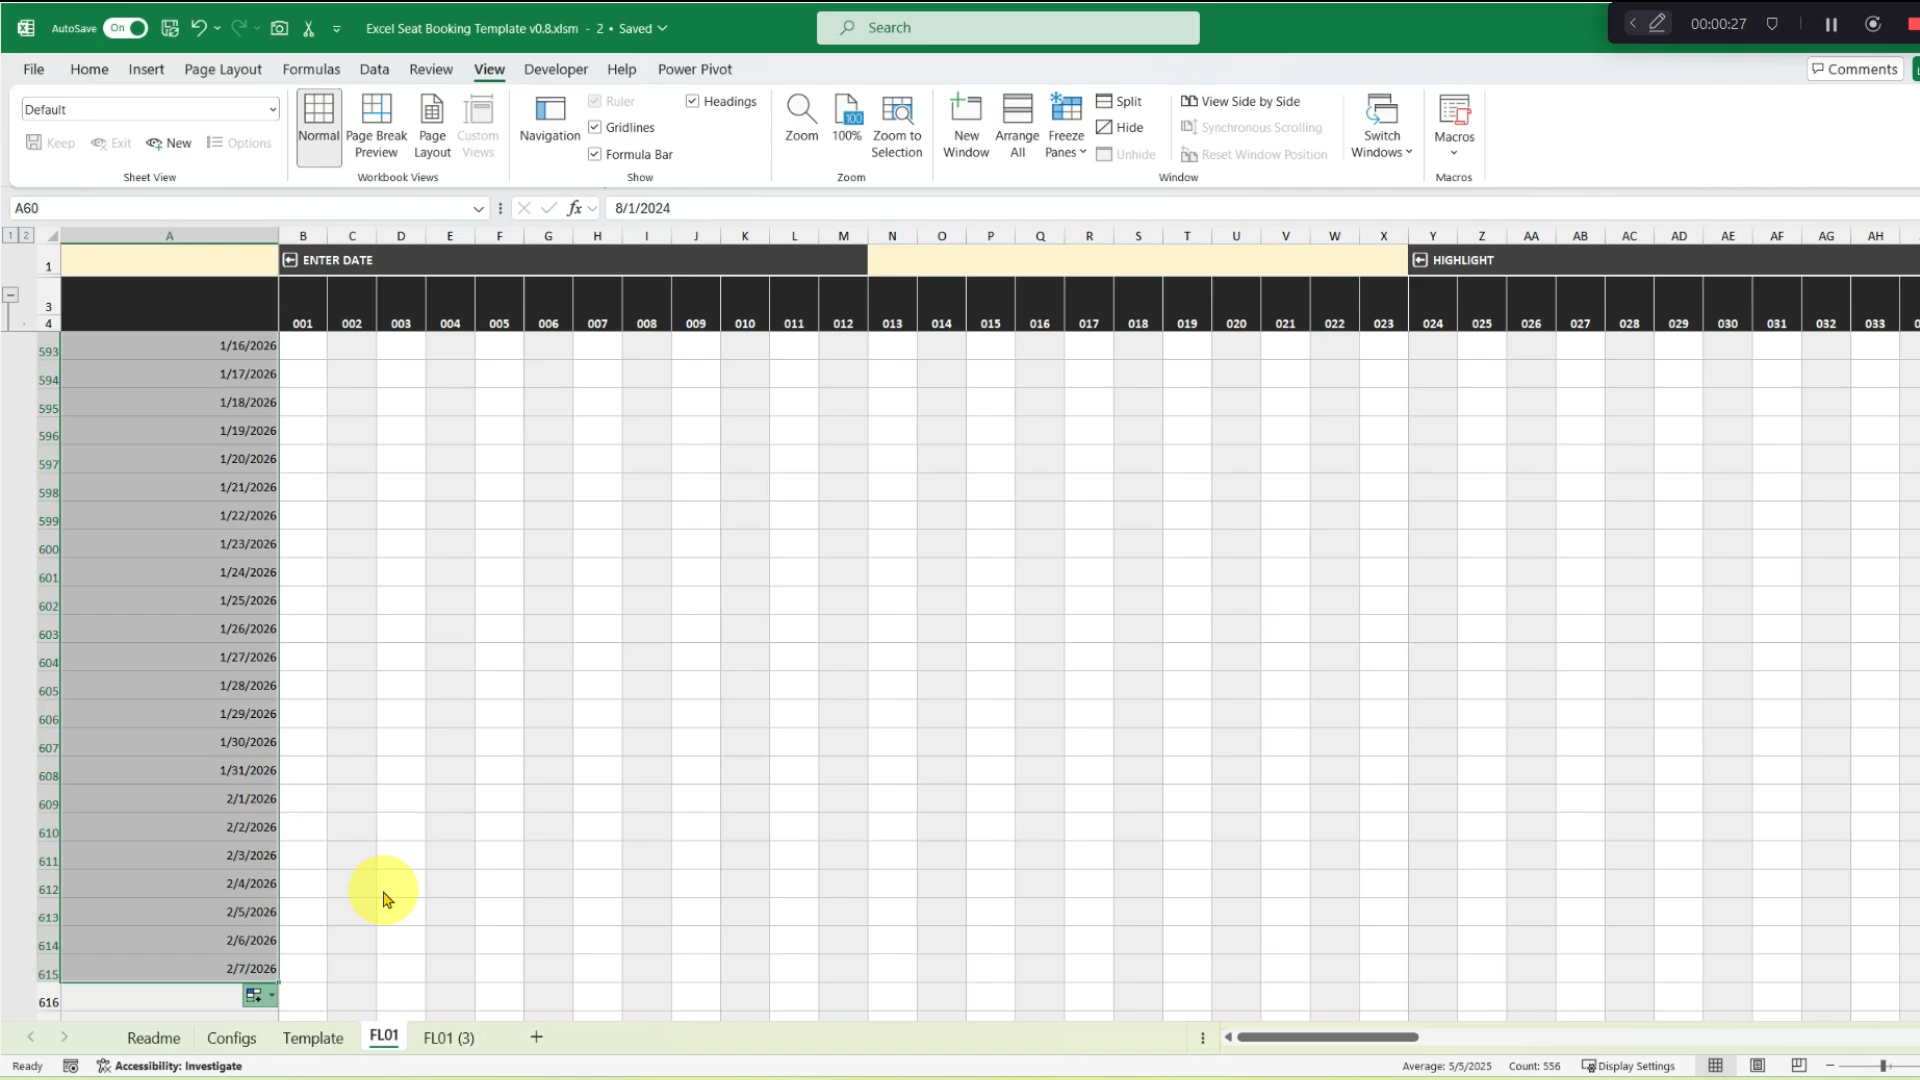 AutoSave On Excel Seat Booking Template v0.8.xlsm - 2 • Saved Search 00:00:27
File Home Insert Page Layout Formulas Data Review View Developer Help Power Pivot Comments
Default
Keep Exit New Options
Sheet View
Normal Page Break Preview Page Layout Custom Views
Workbook Views
Navigation Ruler Gridlines Formula Bar Headings
Show
Zoom 100% Zoom to Selection
Zoom
New Window Arrange All Freeze Panes Split Hide Unhide View Side by Side Synchronous Scrolling Reset Window Position Switch Windows
Window
Macros
Macros
A60 fx 8/1/2024
1 2 A B C D E F G H I J K L M N O P Q R S T U V W X Y Z AA AB AC AD AE AF AG AH
1 ENTER DATE HIGHLIGHT
3
4 001 002 003 004 005 006 007 008 009 010 011 012 013 014 015 016 017 018 019 020 021 022 023 024 025 026 027 028 029 030 031 032 033
593 1/16/2026
594 1/17/2026
595 1/18/2026
596 1/19/2026
597 1/20/2026
598 1/21/2026
599 1/22/2026
600 1/23/2026
601 1/24/2026
602 1/25/2026
603 1/26/2026
604 1/27/2026
605 1/28/2026
606 1/29/2026
607 1/30/2026
608 1/31/2026
609 2/1/2026
610 2/2/2026
611 2/3/2026
612 2/4/2026
613 2/5/2026
614 2/6/2026
615 2/7/2026
616
Readme Configs Template FL01 FL01 (3)
Ready Accessibility: Investigate Average: 5/5/2025 Count: 556 Display Settings